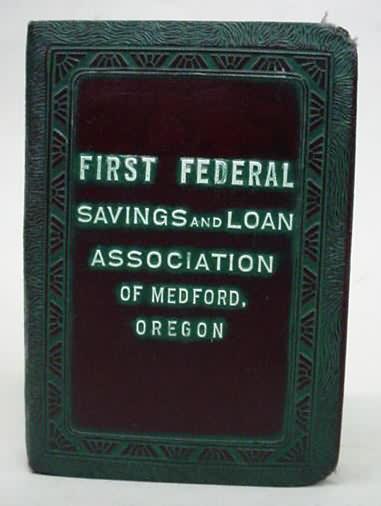 FIRST FEDERAL
SAVINGS AND LOAN
ASSOCIATION
OF MEDFORD,
OREGON